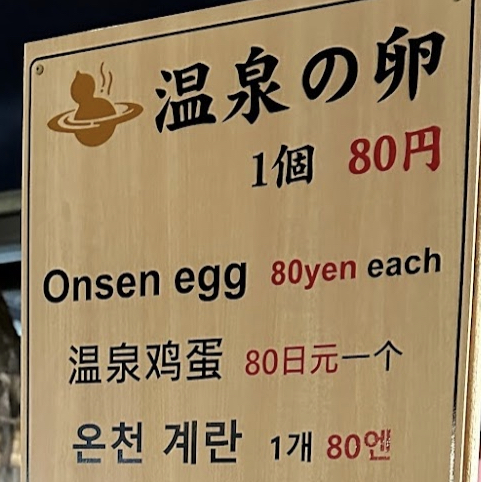 温泉の卵
1個 80円
Onsen egg 80yen each
温泉鸡蛋 80日元一个
온천 계란 1개 80엔